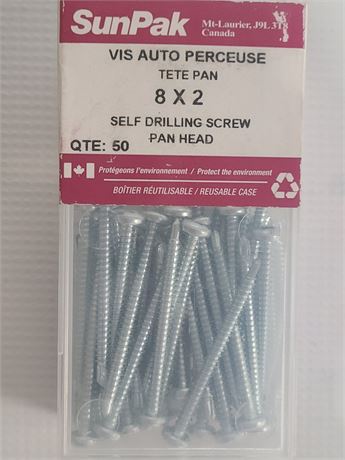 SunPak
Mt-Laurier, J9L 3T8
Canada
VIS AUTO PERCEUSE
TETE PAN
8 X 2
SELF DRILLING SCREW
PAN HEAD
QTE: 50
Protégeons l'environnement / Protect the environment
BOÎTIER RÉUTILISABLE / REUSABLE CASE